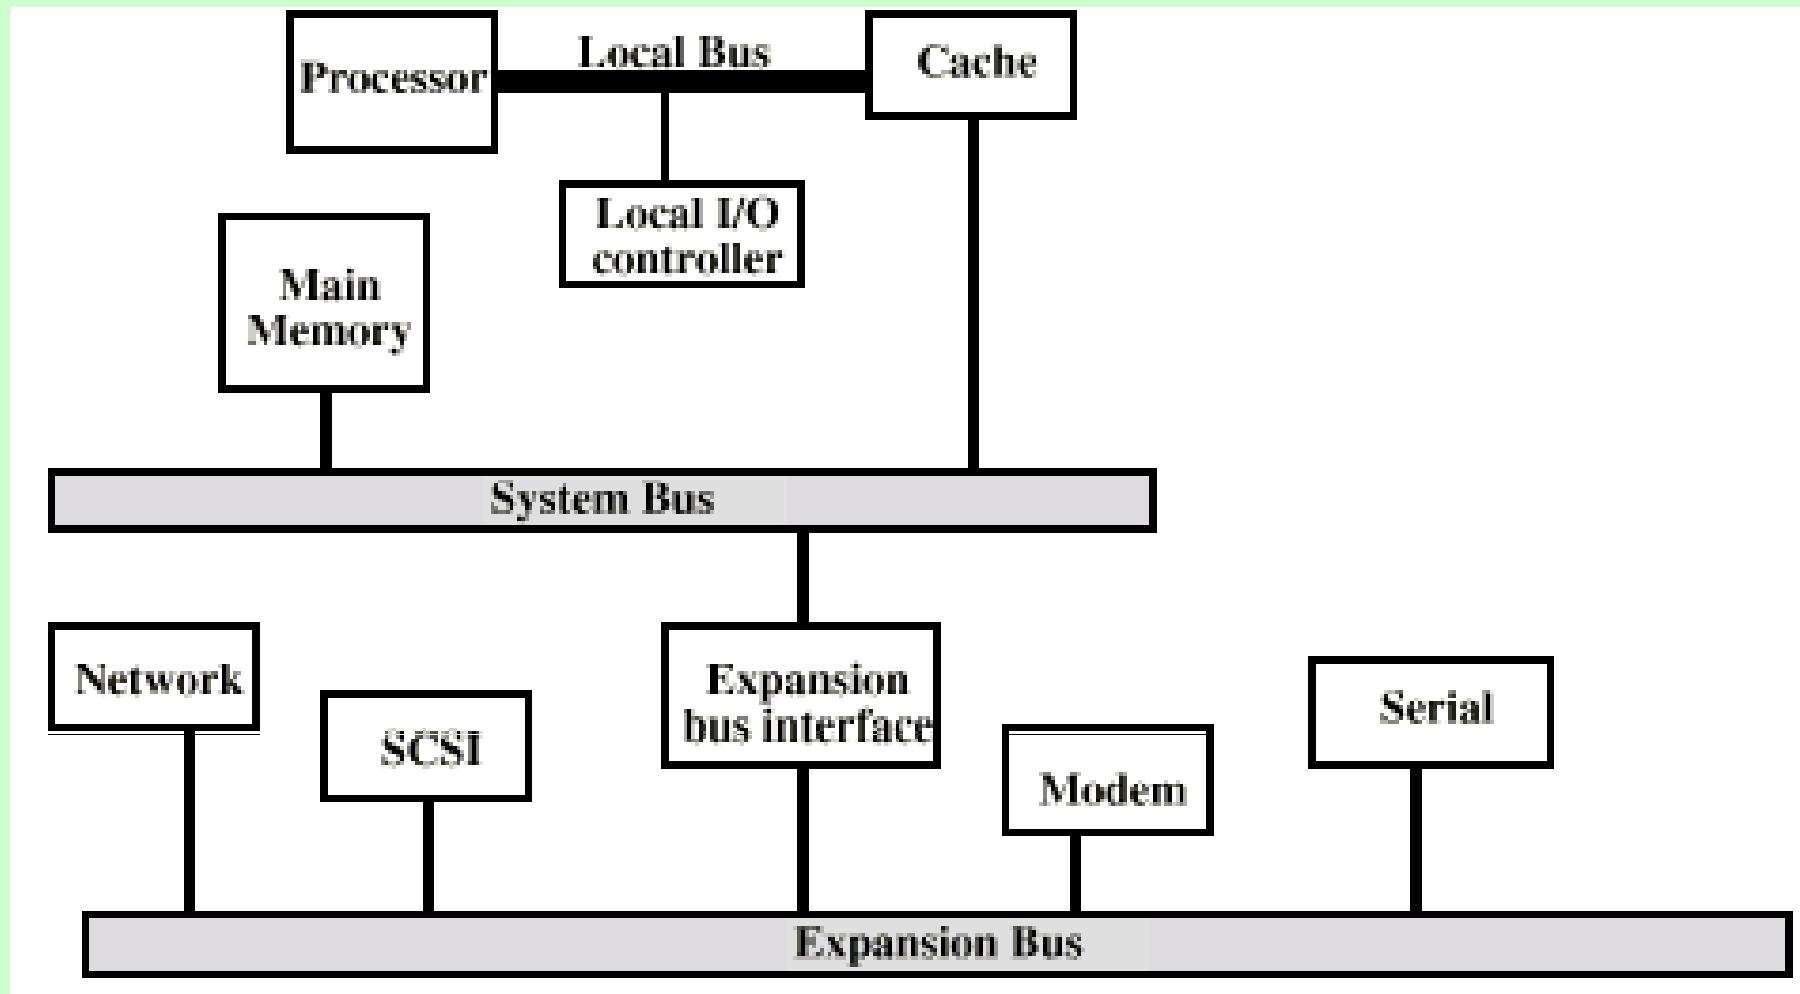 Local Bus
Processor
Cache
Local I/O
controller
Main
Memory
System Bus
Network
SCSI
Expansion
bus interface
Modem
Serial
Expansion Bus